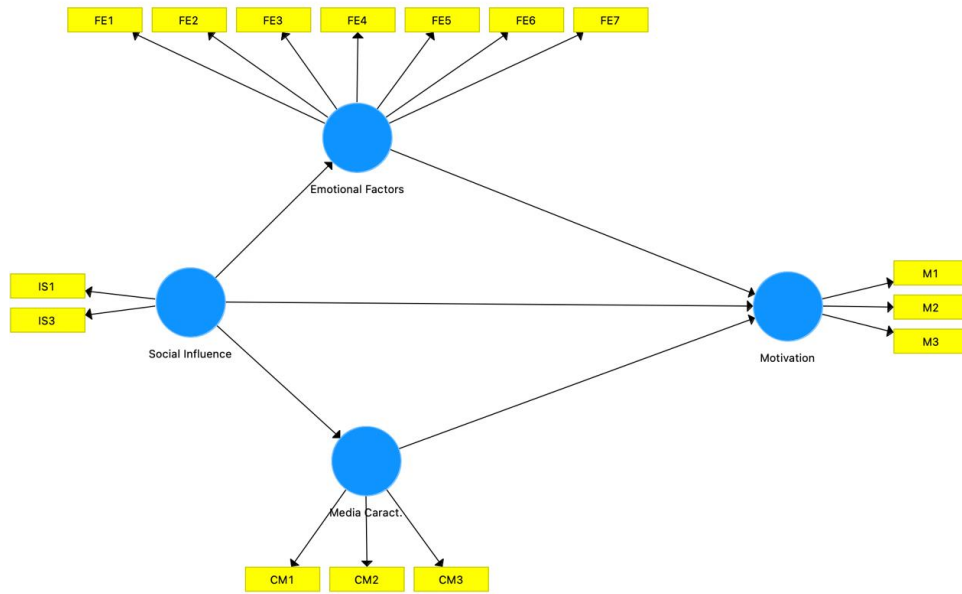 FE1 FE2 FE3 FE4 FE5 FE6 FE7
Emotional Factors
IS1
IS3
Social Influence
M1
M2
M3
Motivation
Media Caract.
CM1 CM2 CM3